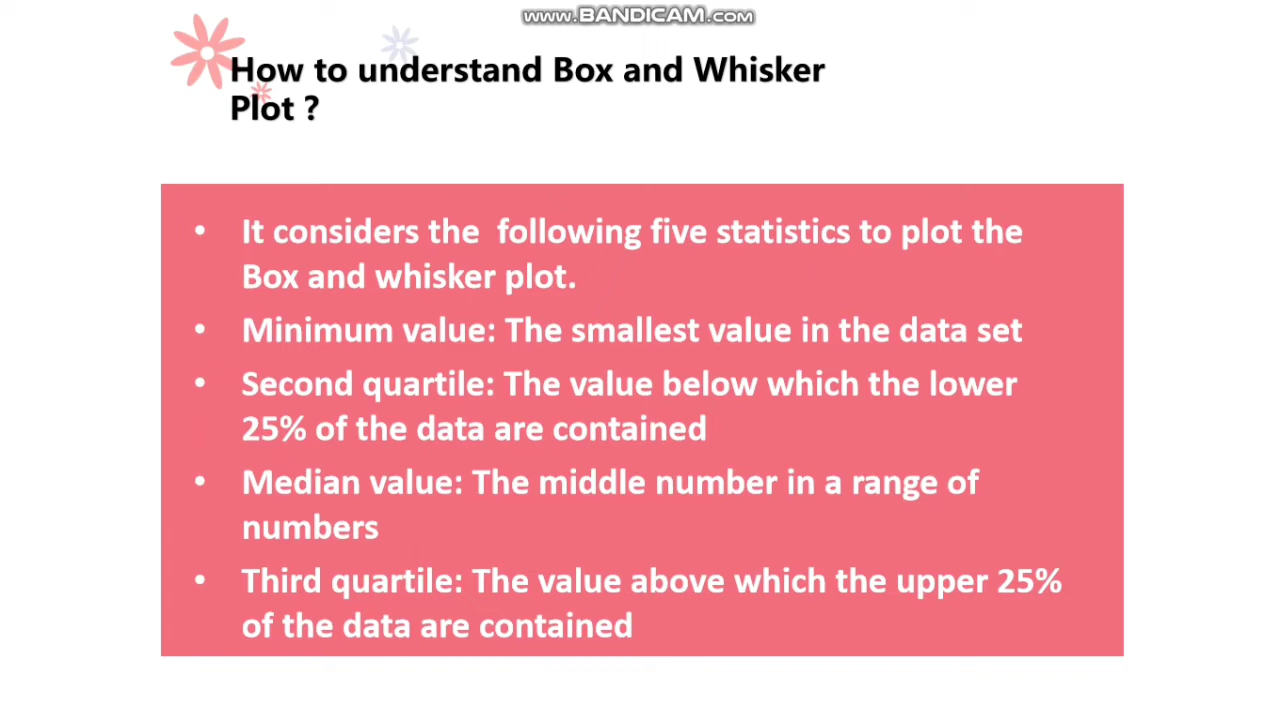 www.BANDICAM.com
How to understand Box and Whisker
Plot ?
• It considers the following five statistics to plot the
Box and whisker plot.
• Minimum value: The smallest value in the data set
• Second quartile: The value below which the lower
25% of the data are contained
• Median value: The middle number in a range of
numbers
• Third quartile: The value above which the upper 25%
of the data are contained